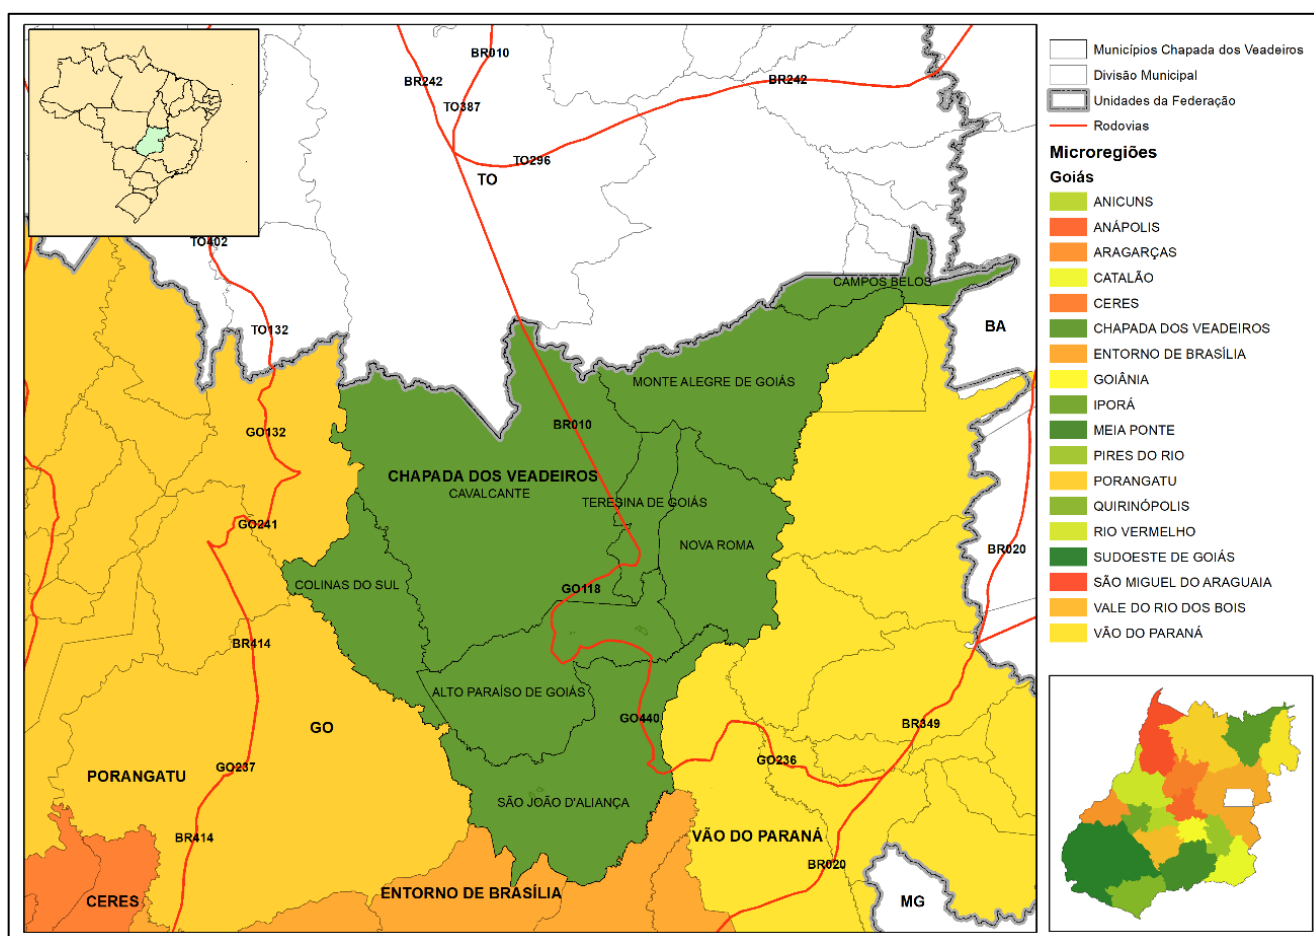 BR010
BR242
BR242
TO387
TO296
TO
TO402
TO132
CAMPOS BELOS
BA
MONTE ALEGRE DE GOIÁS
BR010
GO132
CHAPADA DOS VEADEIROS
CAVALCANTE
TERESINA DE GOIÁS
GO241
NOVA ROMA
BR020
COLINAS DO SUL
GO118
BR414
ALTO PARAÍSO DE GOIÁS
GO440
GO
BR349
GO236
GO237
PORANGATU
SÃO JOÃO D'ALIANÇA
BR414
VÃO DO PARANÁ
BR020
ENTORNO DE BRASÍLIA
CERES
MG
Municípios Chapada dos Veadeiros
Divisão Municipal
Unidades da Federação
Rodovias
Microregiões
Goiás
ANICUNS
ANÁPOLIS
ARAGARÇAS
CATALÃO
CERES
CHAPADA DOS VEADEIROS
ENTORNO DE BRASÍLIA
GOIÂNIA
IPORÁ
MEIA PONTE
PIRES DO RIO
PORANGATU
QUIRINÓPOLIS
RIO VERMELHO
SUDOESTE DE GOIÁS
SÃO MIGUEL DO ARAGUAIA
VALE DO RIO DOS BOIS
VÃO DO PARANÁ